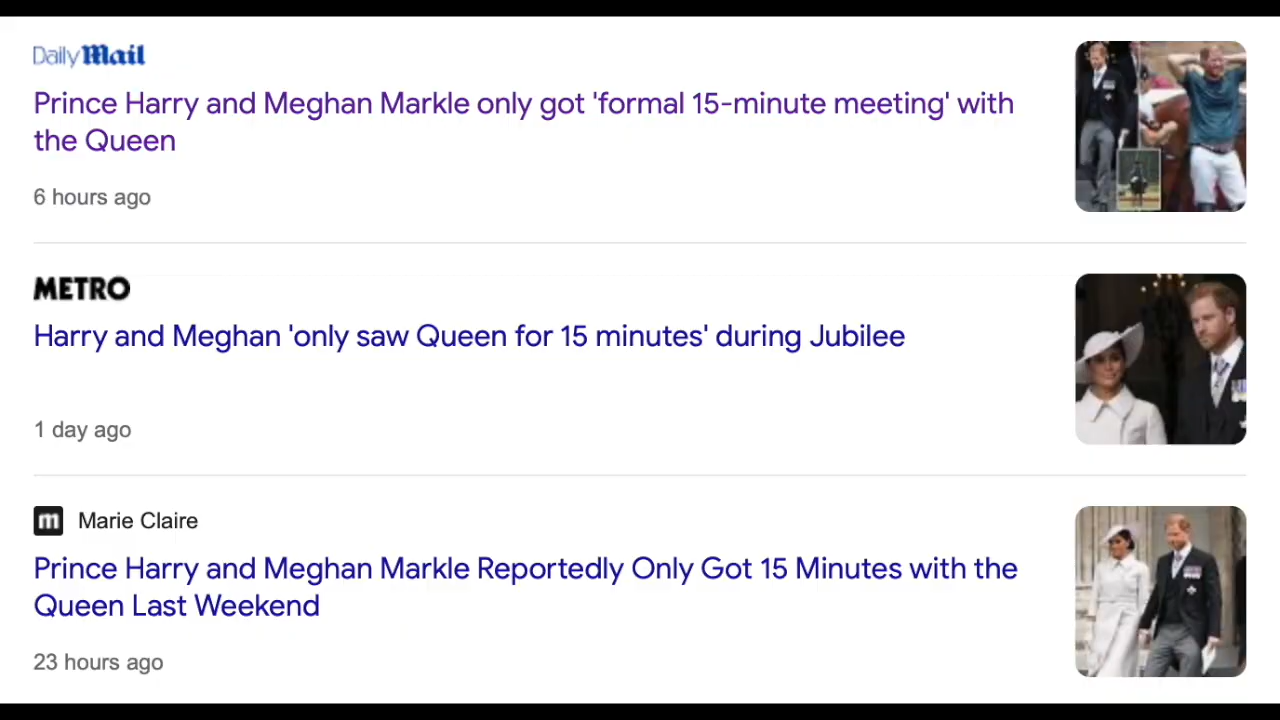 Daily Mail
Prince Harry and Meghan Markle only got 'formal 15-minute meeting' with
the Queen
6 hours ago
METRO
Harry and Meghan 'only saw Queen for 15 minutes' during Jubilee
1 day ago
m Marie Claire
Prince Harry and Meghan Markle Reportedly Only Got 15 Minutes with the
Queen Last Weekend
23 hours ago